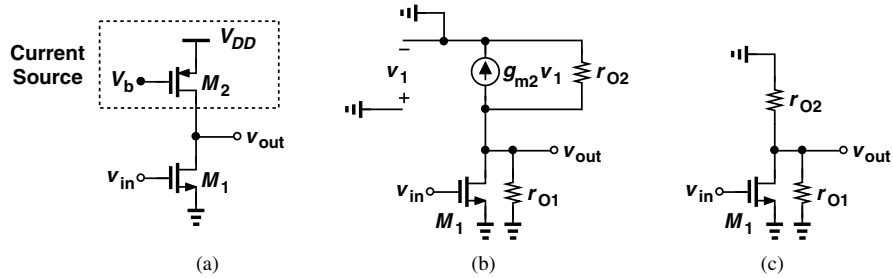 Current
Source
V_DD
V_b
M_2
v_out
v_in
M_1
(a)
−
v_1
+
g_m2 v_1
r_O2
v_out
v_in
M_1
r_O1
(b)
r_O2
v_out
v_in
M_1
r_O1
(c)